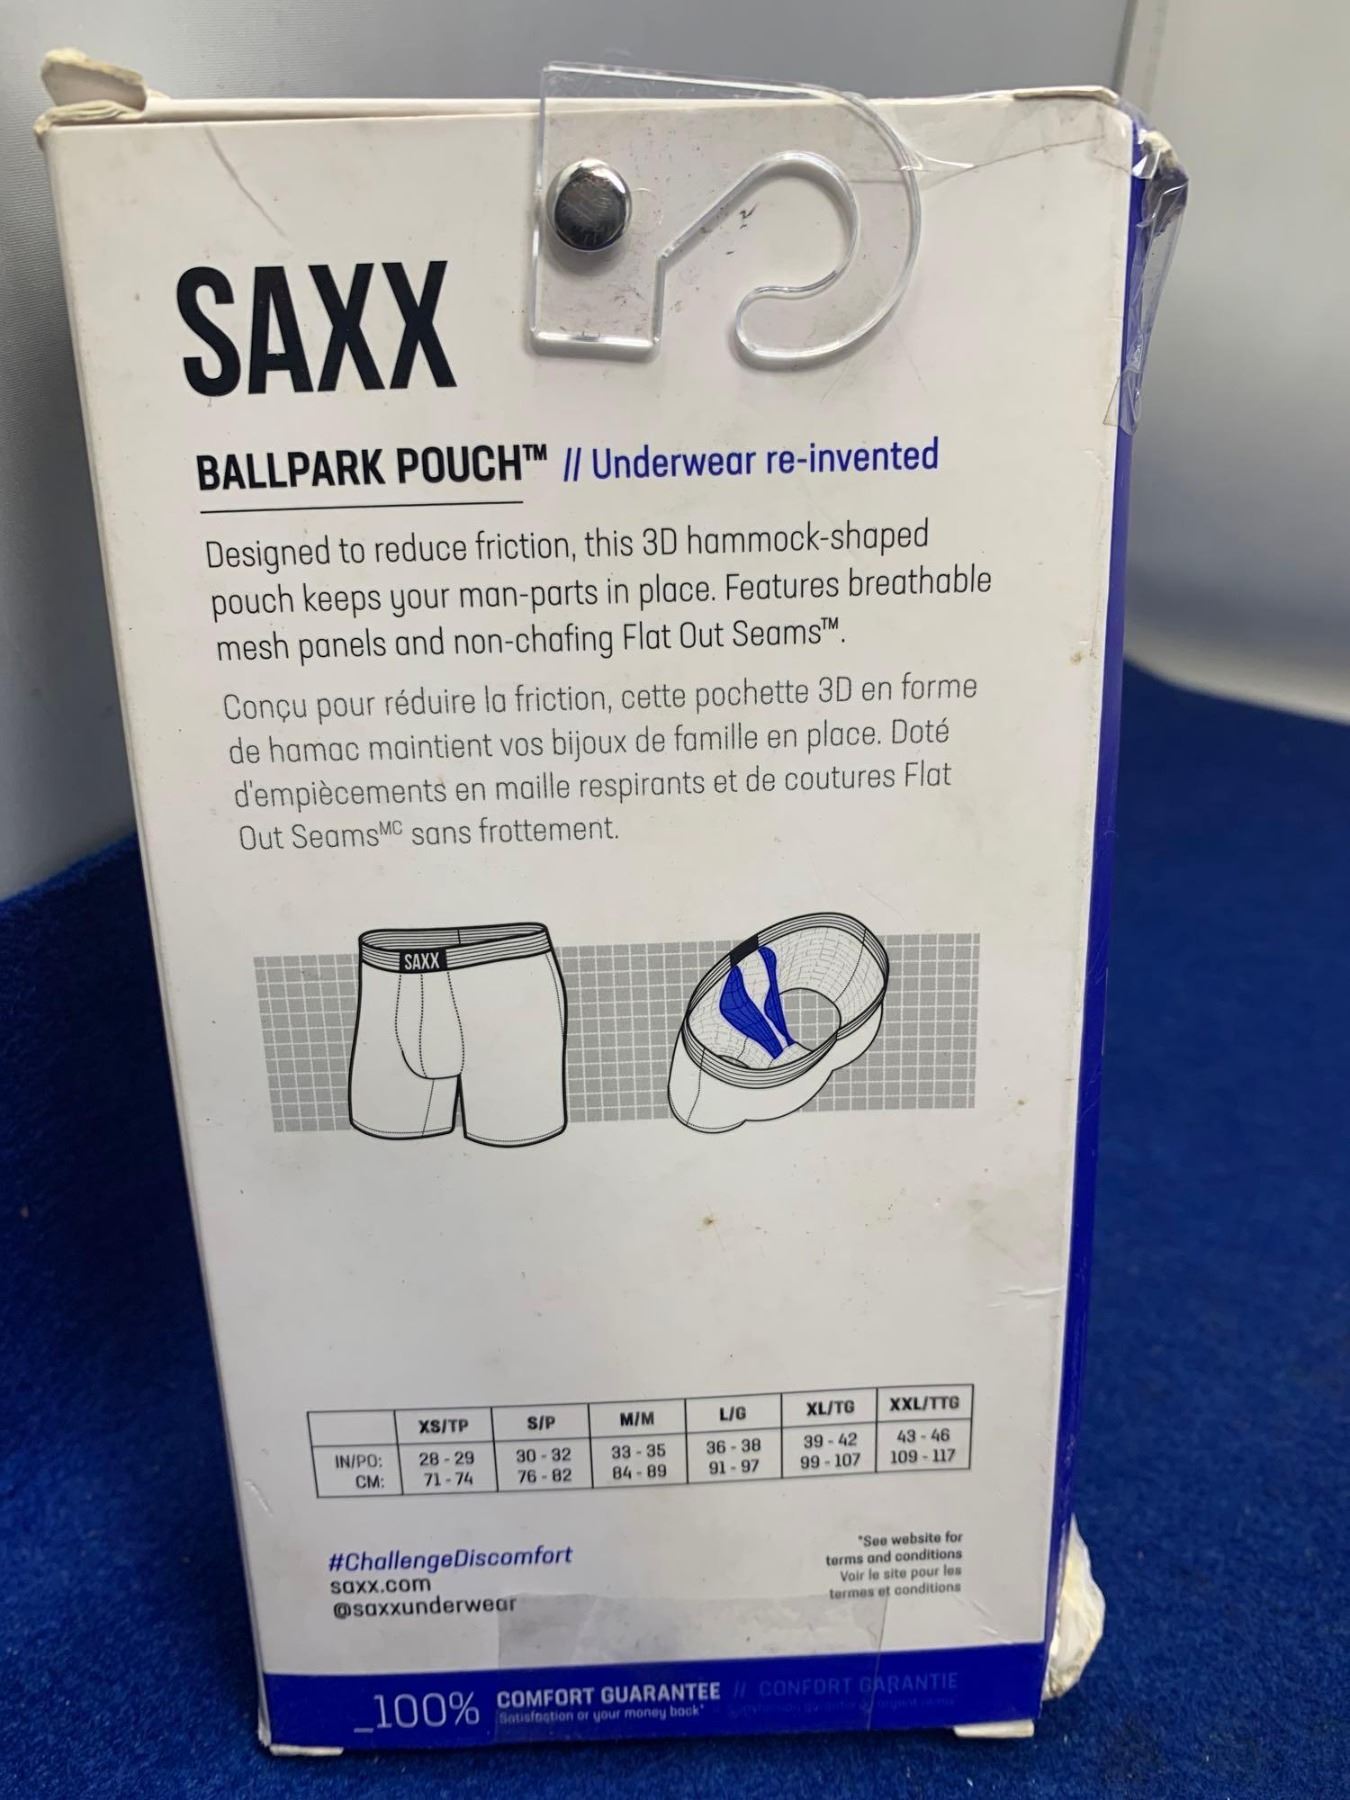 SAXX
BALLPARK POUCH™ // Underwear re-invented
Designed to reduce friction, this 3D hammock-shaped
pouch keeps your man-parts in place. Features breathable
mesh panels and non-chafing Flat Out Seams™.
Conçu pour réduire la friction, cette pochette 3D en forme
de hamac maintient vos bijoux de famille en place. Doté
d'empiècements en maille respirants et de coutures Flat
Out Seamsᴹᶜ sans frottement.
SAXX
XS/TP S/P M/M L/G XL/TG XXL/TTG
IN/PO: 28 - 29 30 - 32 33 - 35 36 - 38 39 - 42 43 - 46
CM: 71 - 74 76 - 82 84 - 89 91 - 97 99 - 107 109 - 117
#ChallengeDiscomfort
saxx.com
@saxxunderwear
*See website for
terms and conditions
Voir le site pour les
termes et conditions
_100% COMFORT GUARANTEE // CONFORT GARANTIE
Satisfaction or your money back*